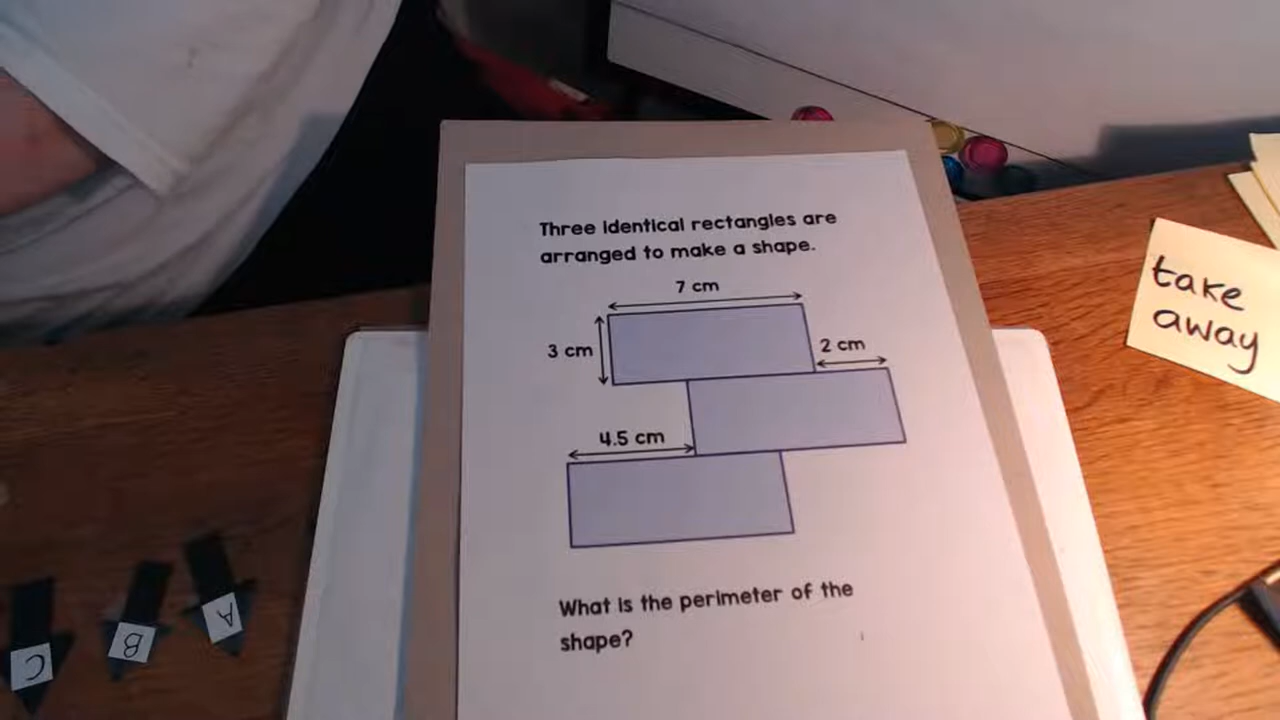 Three identical rectangles are
arranged to make a shape.
7 cm
3 cm
2 cm
4.5 cm
What is the perimeter of the
shape?
take
away
A
B
C